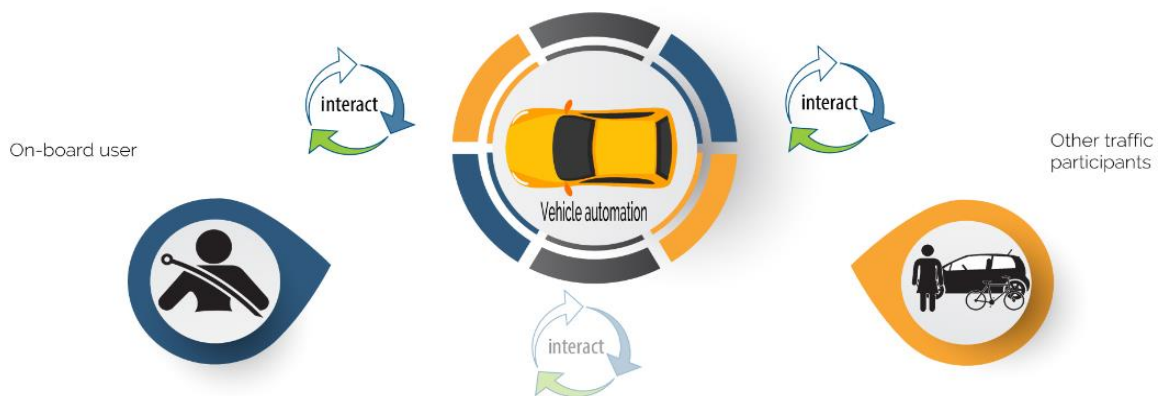 interact
interact
On-board user
Other traffic
participants
Vehicle automation
interact